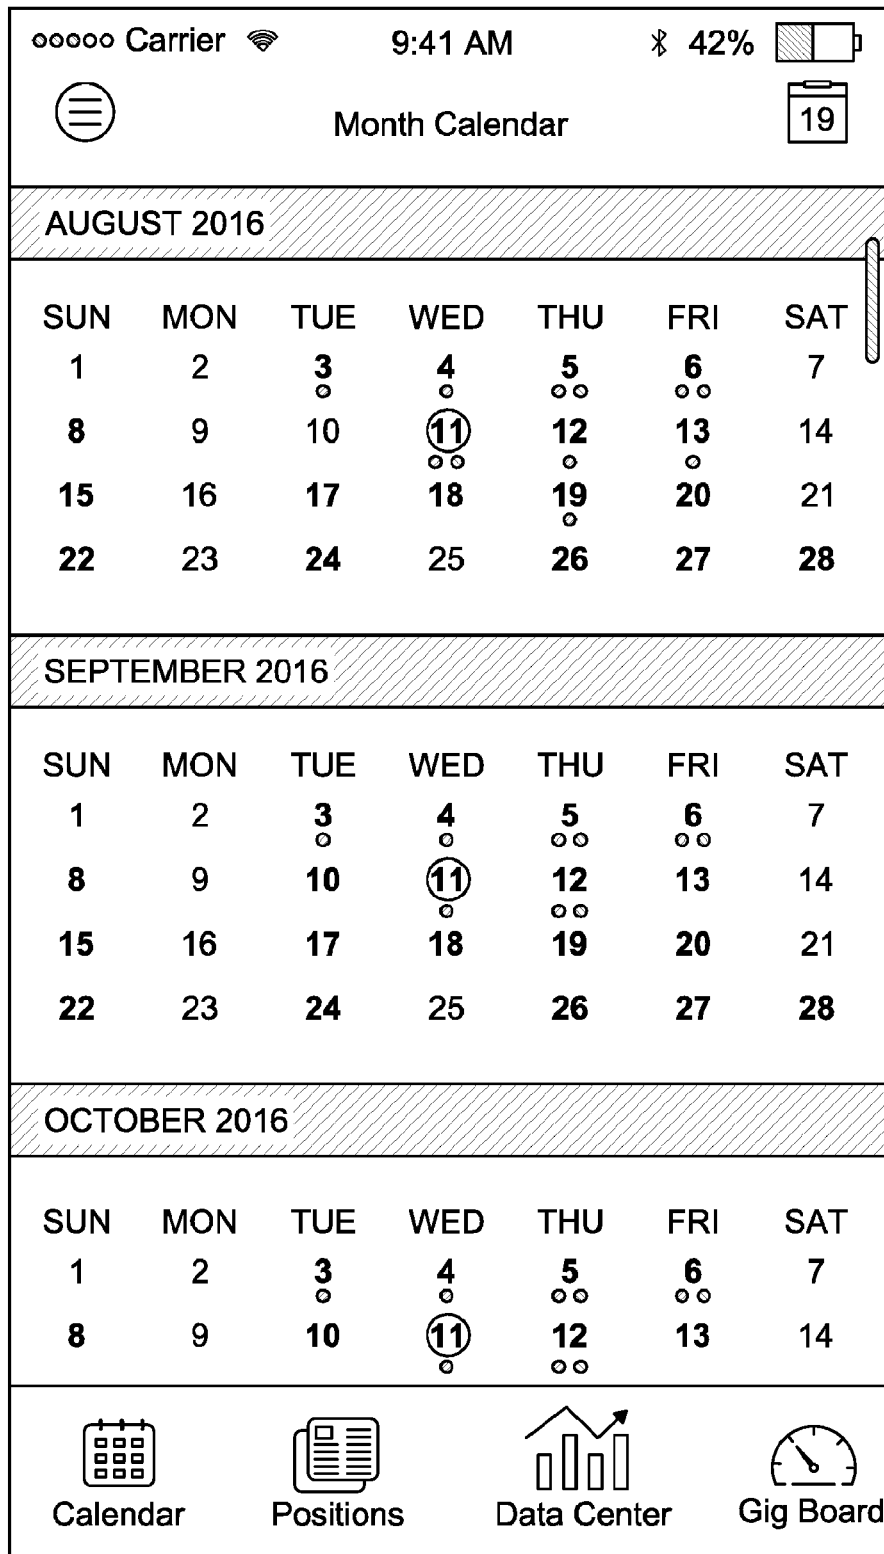 Carrier 9:41 AM 42%
Month Calendar 19
AUGUST 2016
SUN MON TUE WED THU FRI SAT
1 2 3 4 5 6 7
8 9 10 11 12 13 14
15 16 17 18 19 20 21
22 23 24 25 26 27 28
SEPTEMBER 2016
SUN MON TUE WED THU FRI SAT
1 2 3 4 5 6 7
8 9 10 11 12 13 14
15 16 17 18 19 20 21
22 23 24 25 26 27 28
OCTOBER 2016
SUN MON TUE WED THU FRI SAT
1 2 3 4 5 6 7
8 9 10 11 12 13 14
Calendar Positions Data Center Gig Board